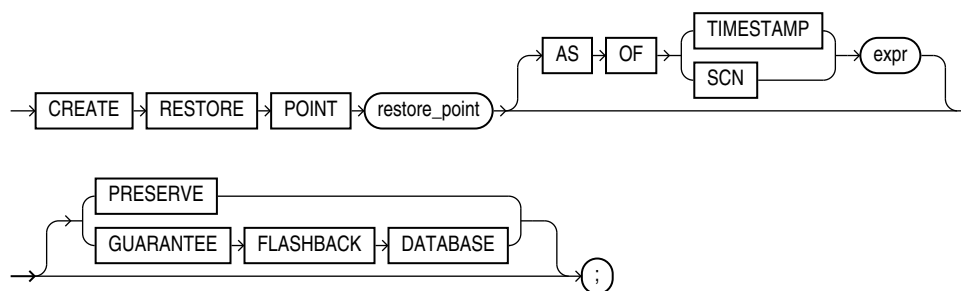 TIMESTAMP
AS OF expr
SCN
CREATE RESTORE POINT restore_point
PRESERVE
GUARANTEE FLASHBACK DATABASE
;